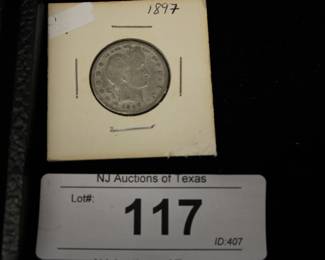 1897
NJ Auctions of Texas
Lot#:
117
ID:407